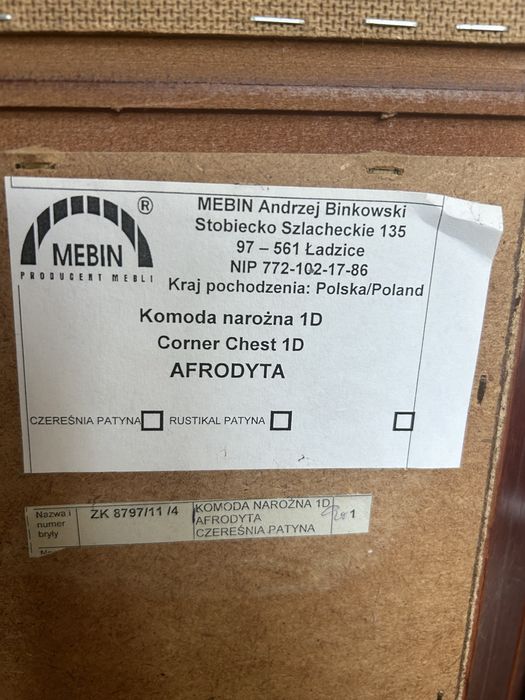 ®
MEBIN
PRODUCENT MEBLI
MEBIN Andrzej Binkowski
Stobiecko Szlacheckie 135
97 – 561 Ładzice
NIP 772-102-17-86
Kraj pochodzenia: Polska/Poland
Komoda narożna 1D
Corner Chest 1D
AFRODYTA
CZEREŚNIA PATYNA RUSTIKAL PATYNA
Nazwa i numer bryły
ZK 8797/11 /4
KOMODA NAROŻNA 1D
AFRODYTA
CZEREŚNIA PATYNA
1